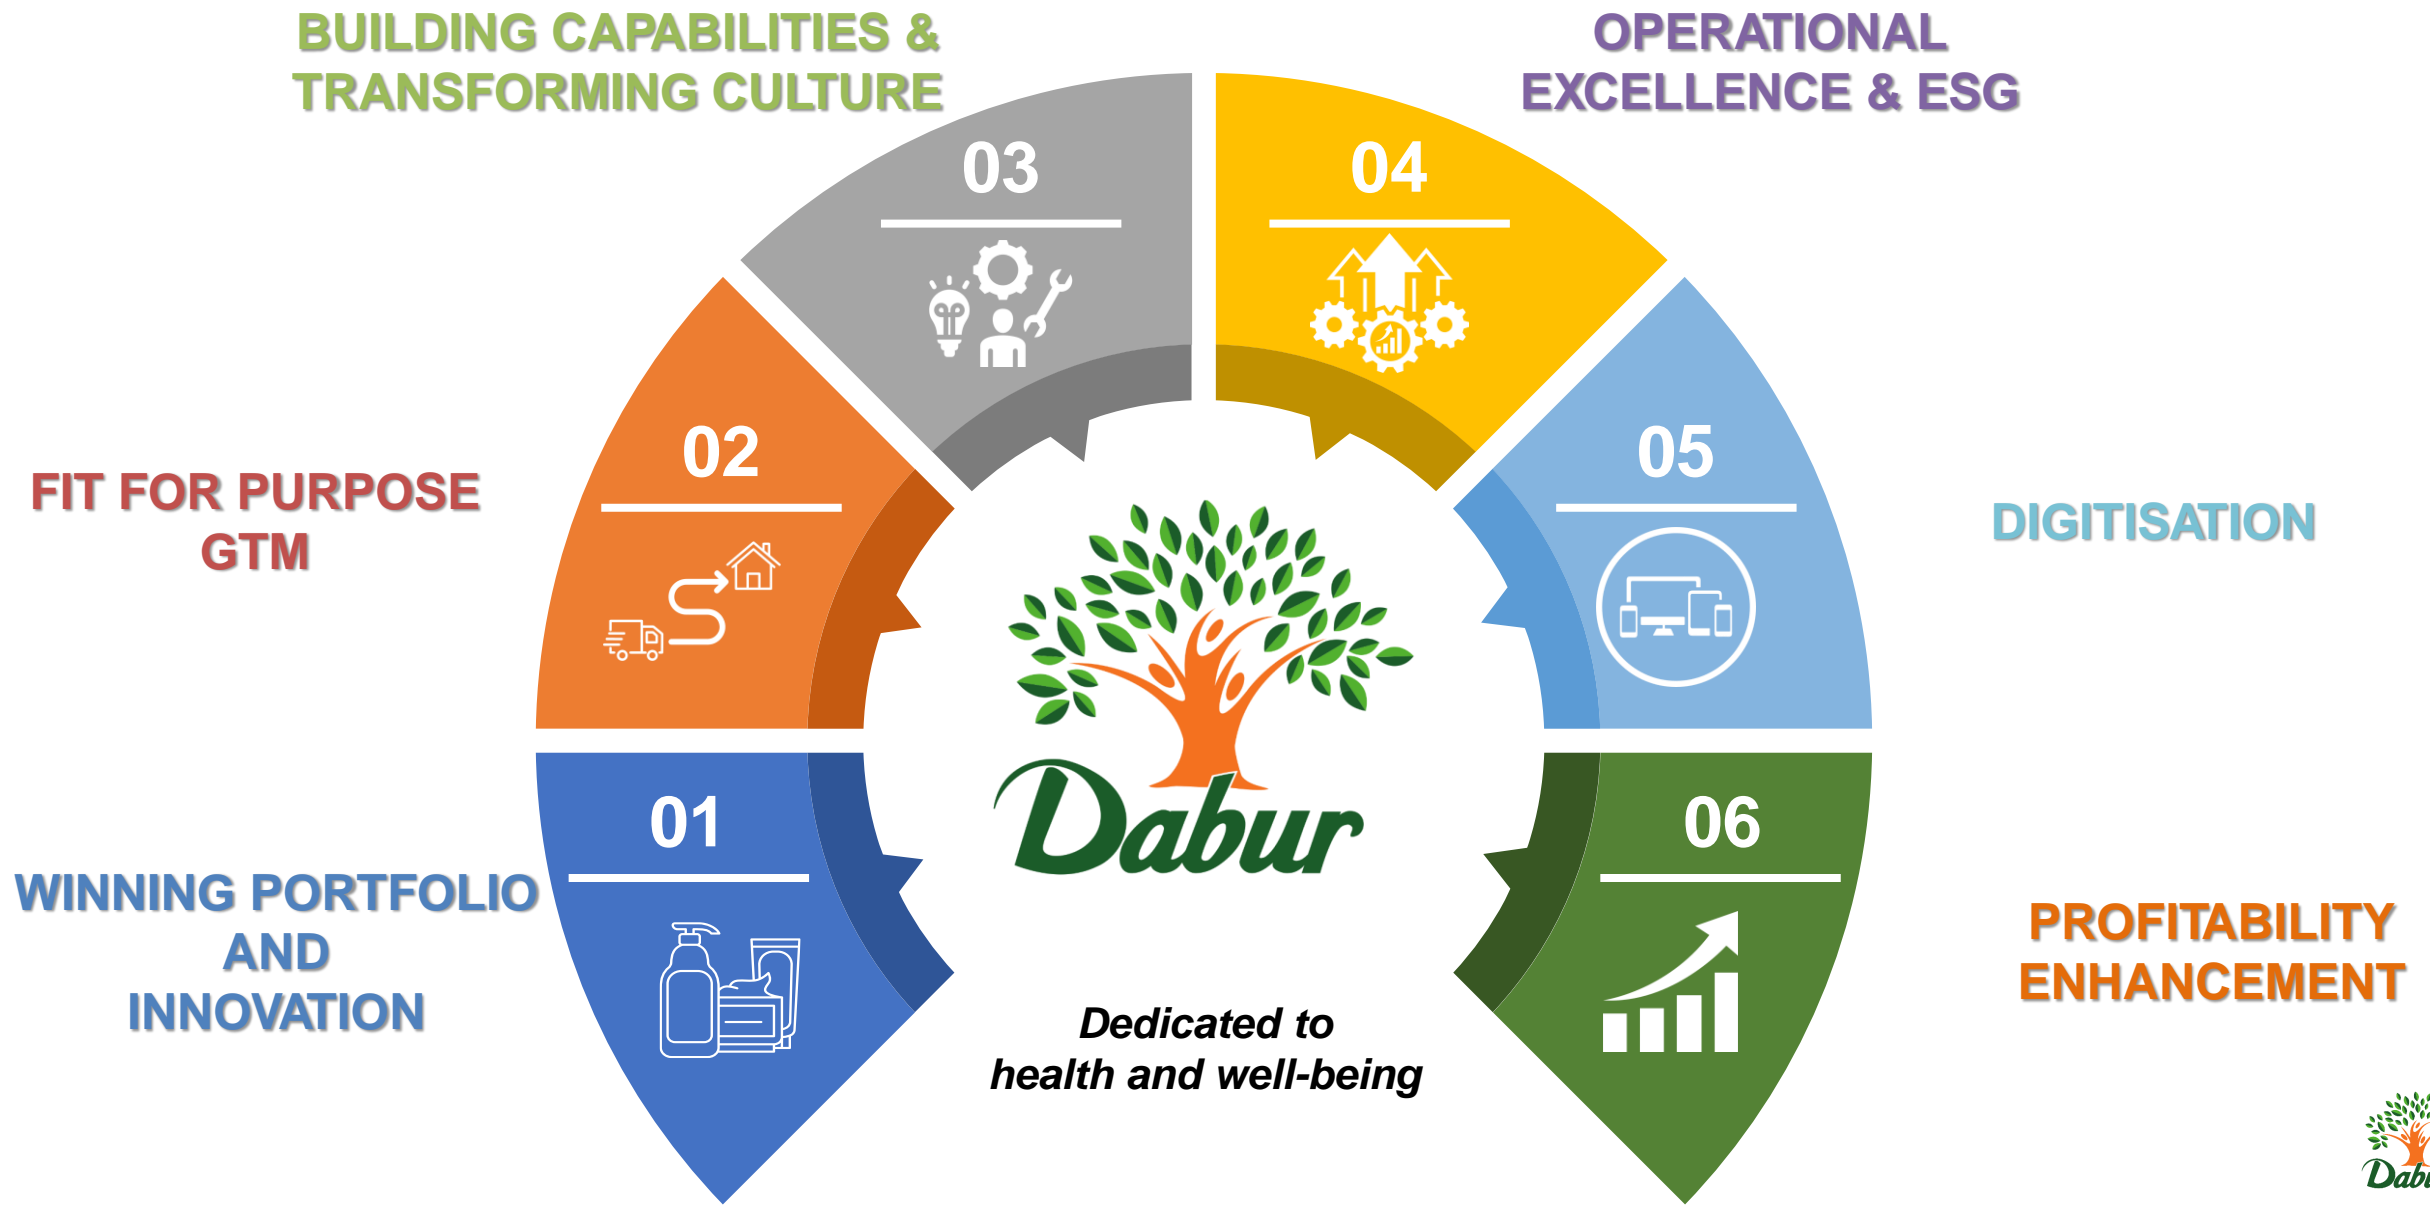 BUILDING CAPABILITIES &
TRANSFORMING CULTURE
OPERATIONAL
EXCELLENCE & ESG
03
04
02
05
FIT FOR PURPOSE
GTM
DIGITISATION
01
06
WINNING PORTFOLIO
AND
INNOVATION
Dabur
PROFITABILITY
ENHANCEMENT
Dedicated to
health and well-being